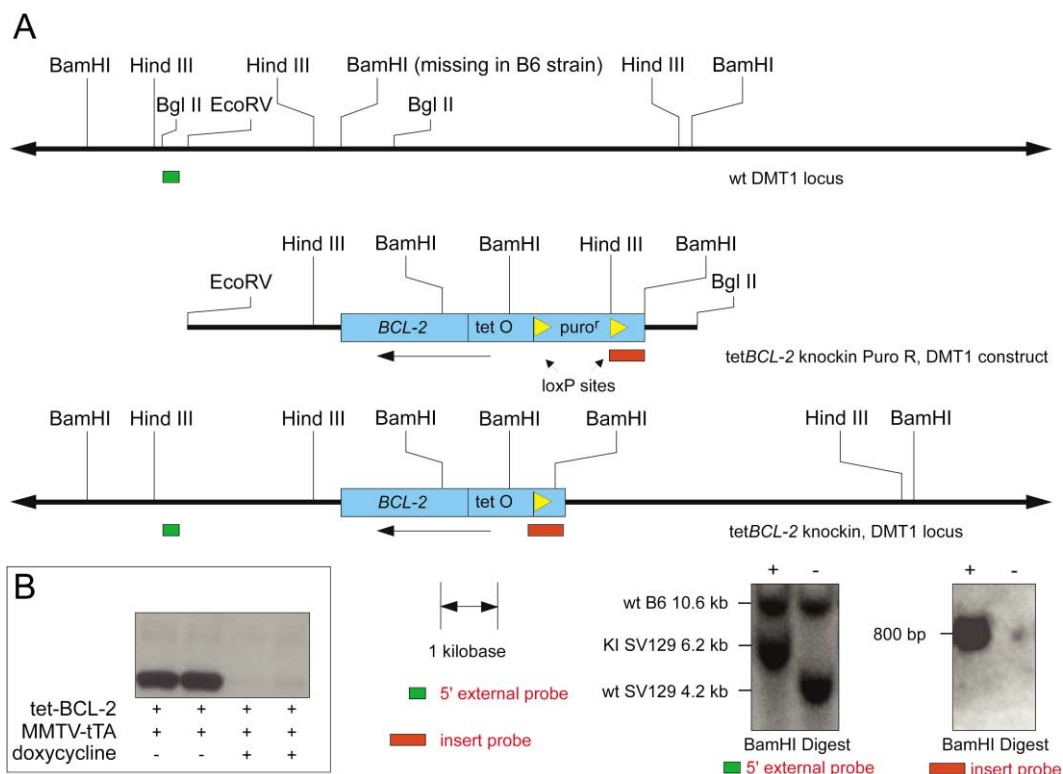 A
BamHI Hind III Hind III BamHI (missing in B6 strain) Hind III BamHI
Bgl II EcoRV Bgl II
wt DMT1 locus
Hind III BamHI BamHI Hind III BamHI
EcoRV Bgl II
BCL-2 tet O puroʳ
tetBCL-2 knockin Puro R, DMT1 construct
loxP sites
BamHI Hind III Hind III BamHI BamHI BamHI Hind III BamHI
BCL-2 tet O
tetBCL-2 knockin, DMT1 locus
B
tet-BCL-2 + + + +
MMTV-tTA + + + +
doxycycline - - + +
1 kilobase
5' external probe
insert probe
+ -
wt B6 10.6 kb
KI SV129 6.2 kb
wt SV129 4.2 kb
BamHI Digest
5' external probe
+ -
800 bp
BamHI Digest
insert probe